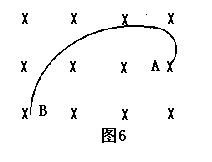 X X X X
X X A X
X B X X X
图6